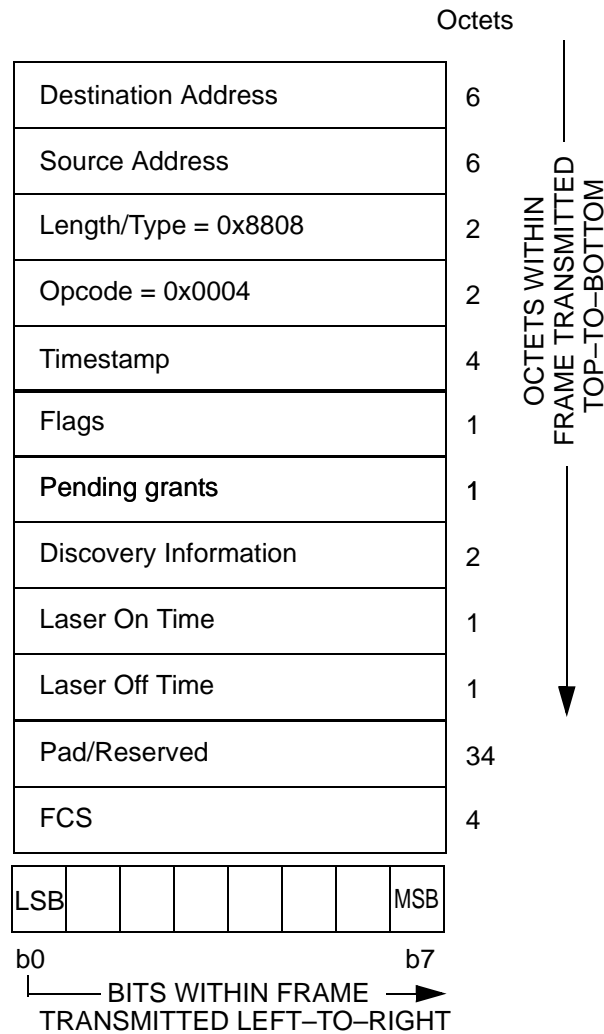 Octets
Destination Address 6
Source Address 6
Length/Type = 0x8808 2
Opcode = 0x0004 2
Timestamp 4
Flags 1
Pending grants 1
Discovery Information 2
Laser On Time 1
Laser Off Time 1
Pad/Reserved 34
FCS 4
OCTETS WITHIN
FRAME TRANSMITTED
TOP–TO–BOTTOM
LSB MSB
b0 b7
BITS WITHIN FRAME
TRANSMITTED LEFT–TO–RIGHT